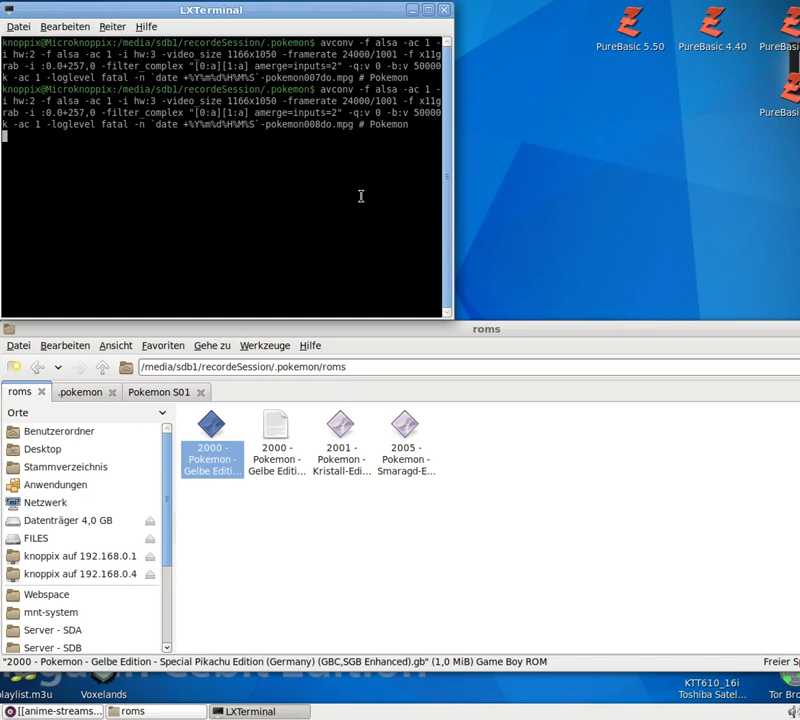 LXTerminal
Datei Bearbeiten Reiter Hilfe
knoppix@Microknoppix:/media/sdb1/recordeSession/.pokemon$ avconv -f alsa -ac 1 -
i hw:2 -f alsa -ac 1 -i hw:3 -video_size 1166x1050 -framerate 24000/1001 -f x11g
rab -i :0.0+257,0 -filter_complex "[0:a][1:a] amerge=inputs=2" -q:v 0 -b:v 50000
k -ac 1 -loglevel fatal -n `date +%Y%m%d%H%M%S`-pokemon007do.mpg # Pokemon
knoppix@Microknoppix:/media/sdb1/recordeSession/.pokemon$ avconv -f alsa -ac 1 -
i hw:2 -f alsa -ac 1 -i hw:3 -video_size 1166x1050 -framerate 24000/1001 -f x11g
rab -i :0.0+257,0 -filter_complex "[0:a][1:a] amerge=inputs=2" -q:v 0 -b:v 50000
k -ac 1 -loglevel fatal -n `date +%Y%m%d%H%M%S`-pokemon008do.mpg # Pokemon
PureBasic 5.50
PureBasic 4.40
PureBasi
PureBasi
roms
Datei Bearbeiten Ansicht Favoriten Gehe zu Werkzeuge Hilfe
/media/sdb1/recordeSession/.pokemon/roms
roms
.pokemon
Pokemon S01
Orte
Benutzerordner
Desktop
Stammverzeichnis
Anwendungen
Netzwerk
Datenträger 4,0 GB
FILES
knoppix auf 192.168.0.1
knoppix auf 192.168.0.4
Webspace
mnt-system
Server - SDA
Server - SDB
2000 -
Pokemon -
Gelbe Editi...
2000 -
Pokemon -
Gelbe Editi...
2001 -
Pokemon -
Kristall-Edi...
2005 -
Pokemon -
Smaragd-E...
"2000 - Pokemon - Gelbe Edition - Special Pikachu Edition (Germany) (GBC,SGB Enhanced).gb" (1,0 MiB) Game Boy ROM
Freier S
playlist.m3u
Voxelands
KTT610_16i
Toshiba Satel...
Tor Bro
[[anime-streams...
roms
LXTerminal